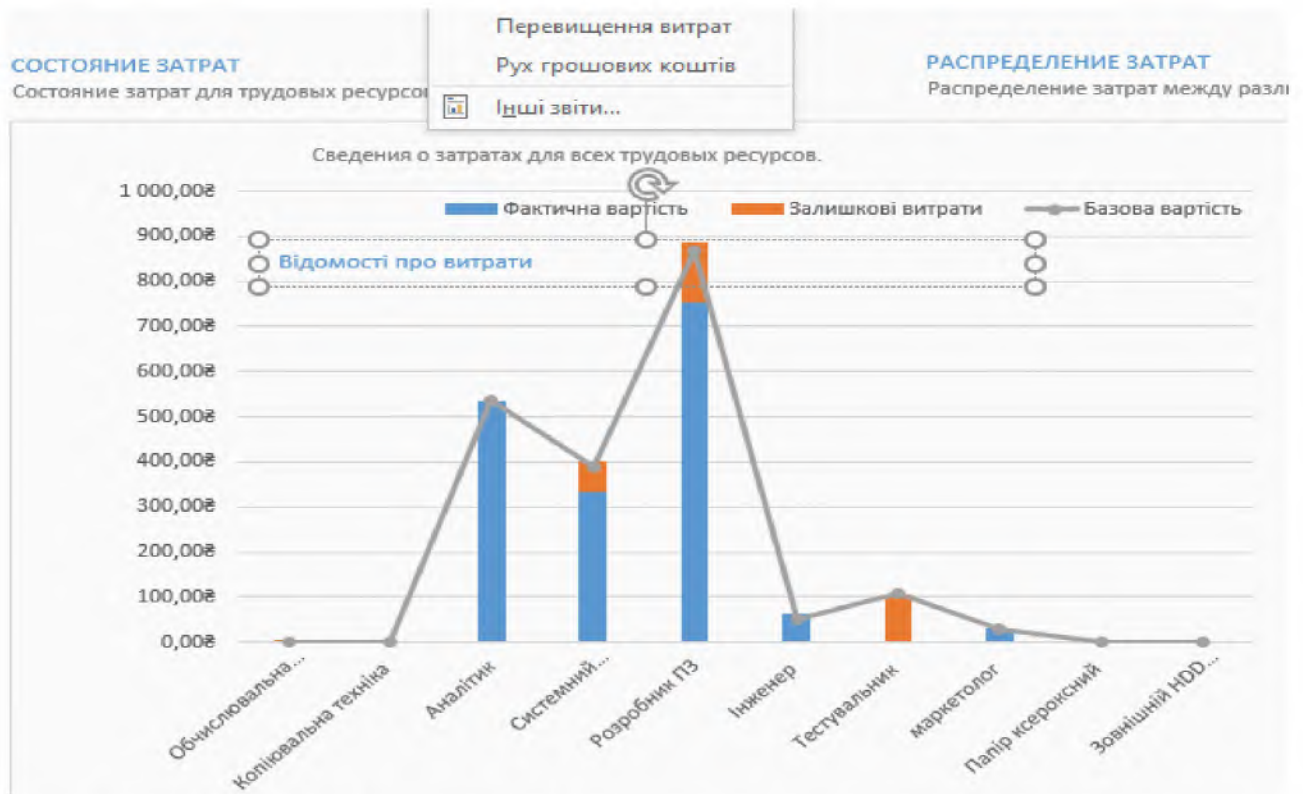 Перевищення витрат
Рух грошових коштів
Інші звіти...
СОСТОЯНИЕ ЗАТРАТ
Состояние затрат для трудовых ресурсо
РАСПРЕДЕЛЕНИЕ ЗАТРАТ
Распределение затрат между разл
Сведения о затратах для всех трудовых ресурсов.
Фактична вартість
Залишкові витрати
Базова вартість
Відомості про витрати
1 000,00₴
900,00₴
800,00₴
700,00₴
600,00₴
500,00₴
400,00₴
300,00₴
200,00₴
100,00₴
0,00₴
Обчислювальна...
Копіювальна техніка
Аналітик
Системний...
Розробник ПЗ
Інженер
Тестувальник
маркетолог
Папір ксероксний
Зовнішній HDD...